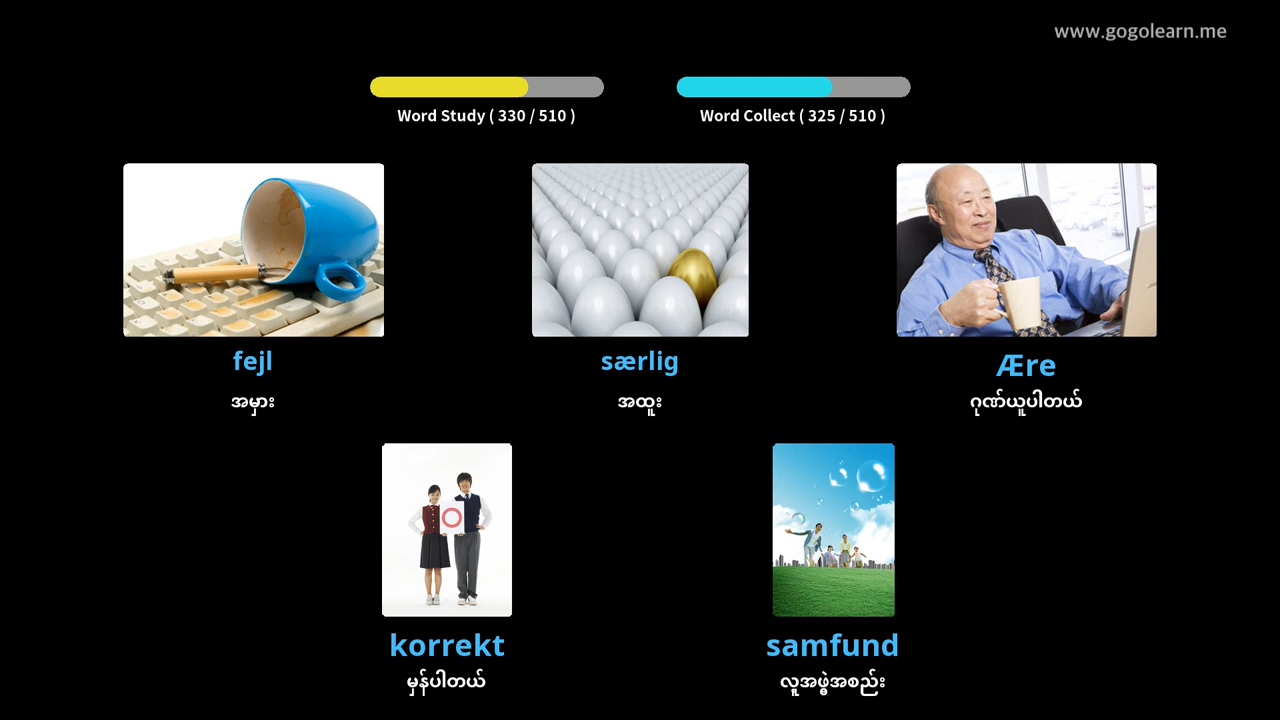 www.gogolearn.me
Word Study ( 330 / 510 )
Word Collect ( 325 / 510 )
fejl
særlig
Ære
အမှား
အထူး
ဂုဏ်ယူပါတယ်
korrekt
samfund
မှန်ပါတယ်
လူ့အဖွဲ့အစည်း